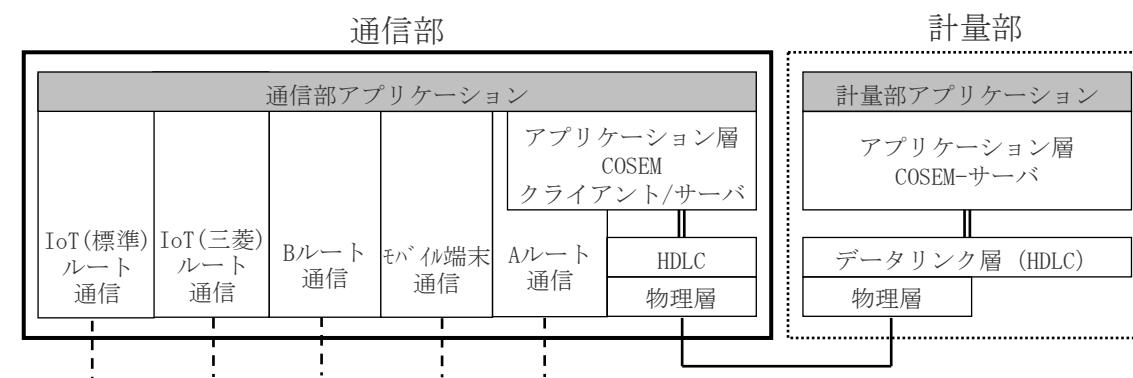 通信部
計量部
通信部アプリケーション
計量部アプリケーション
アプリケーション層
COSEM
クライアント/サーバ
アプリケーション層
COSEM-サーバ
IoT(標準)
ルート
通信
IoT(三菱)
ルート
通信
Bルート
通信
ﾓﾊﾞｲﾙ端末
通信
Aルート
通信
HDLC
物理層
データリンク層 (HDLC)
物理層